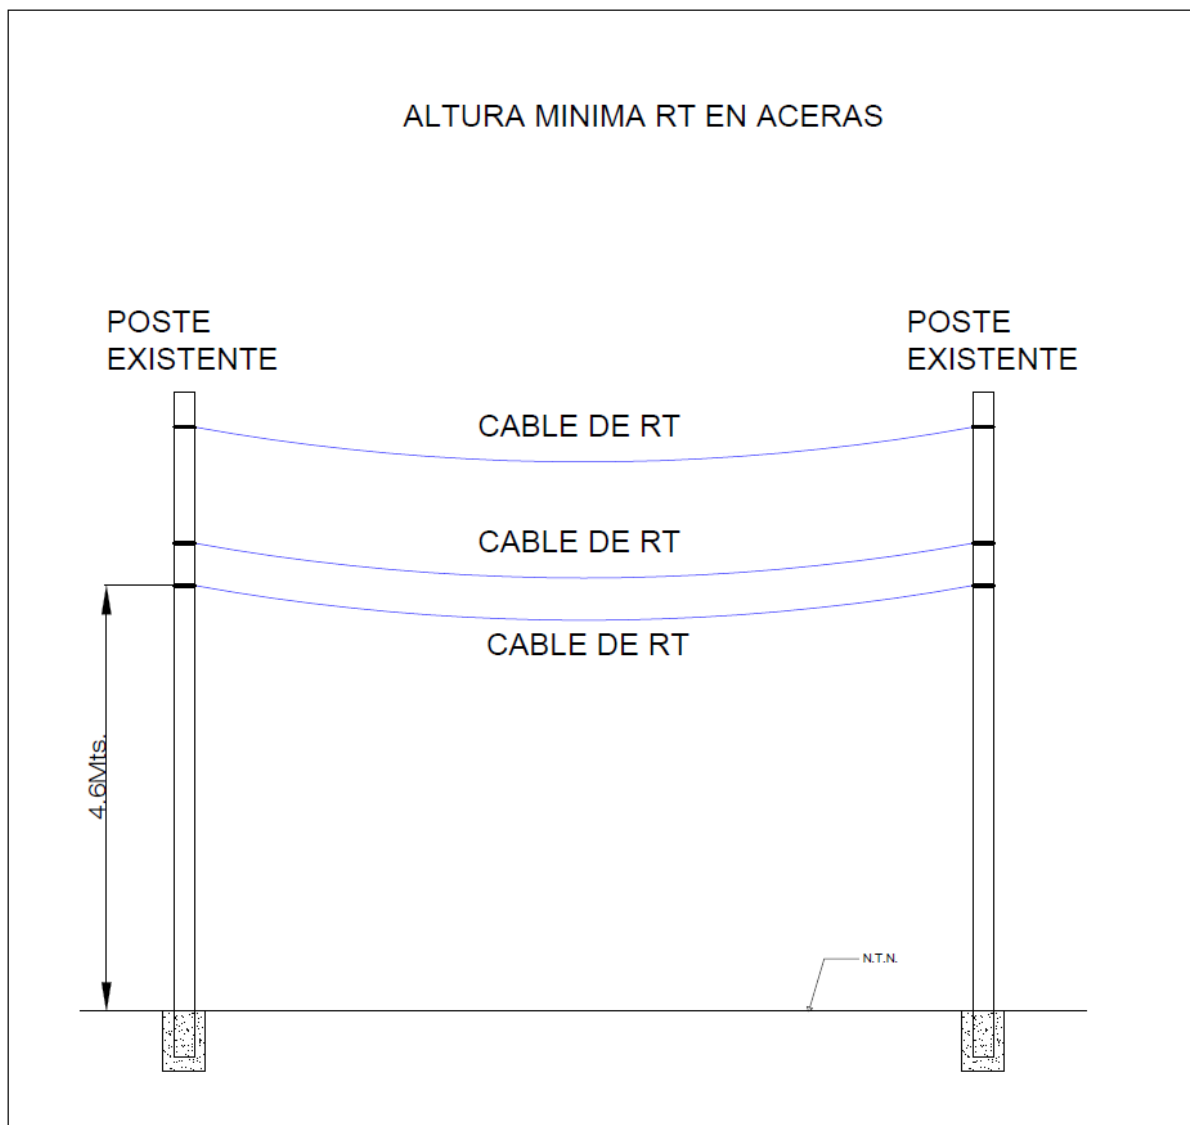 ALTURA MINIMA RT EN ACERAS
POSTE
EXISTENTE
POSTE
EXISTENTE
CABLE DE RT
CABLE DE RT
CABLE DE RT
4.6Mts.
N.T.N.